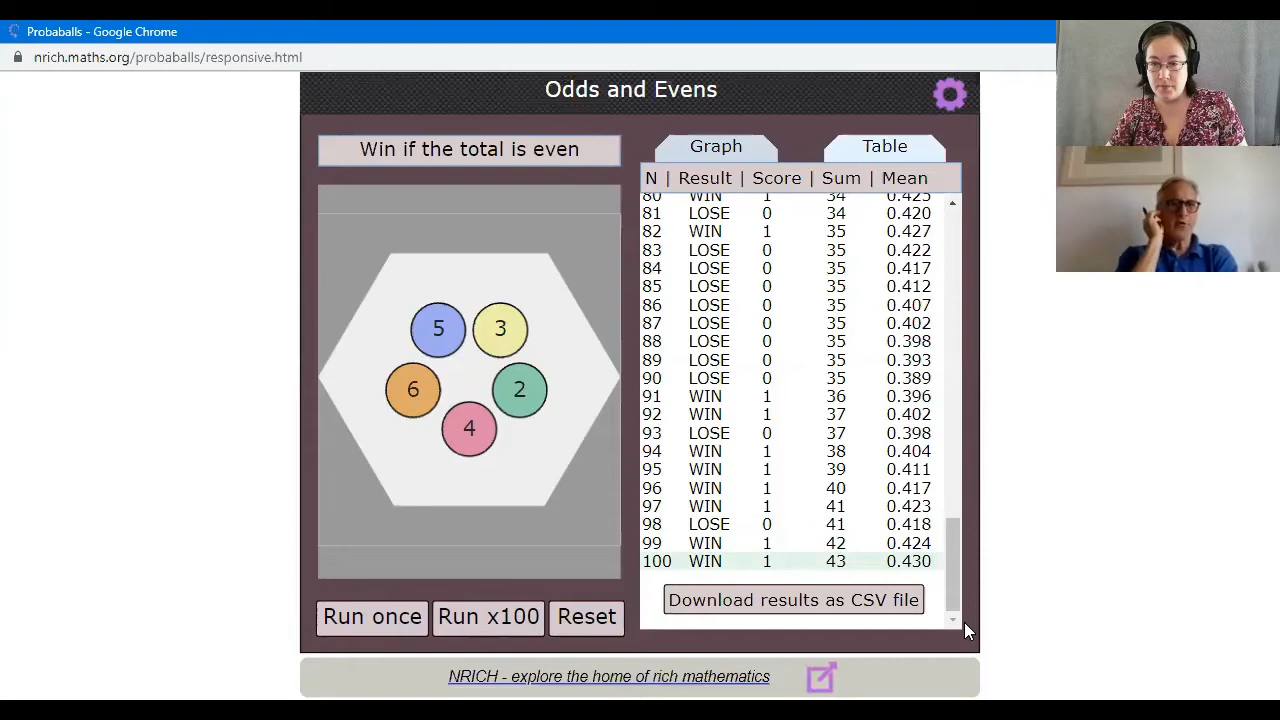 Probaballs - Google Chrome
nrich.maths.org/probaballs/responsive.html
Odds and Evens
Win if the total is even
Graph
Table
N | Result | Score | Sum | Mean
80 WIN 1 34 0.425
81 LOSE 0 34 0.420
82 WIN 1 35 0.427
83 LOSE 0 35 0.422
84 LOSE 0 35 0.417
85 LOSE 0 35 0.412
86 LOSE 0 35 0.407
87 LOSE 0 35 0.402
88 LOSE 0 35 0.398
89 LOSE 0 35 0.393
90 LOSE 0 35 0.389
91 WIN 1 36 0.396
92 WIN 1 37 0.402
93 LOSE 0 37 0.398
94 WIN 1 38 0.404
95 WIN 1 39 0.411
96 WIN 1 40 0.417
97 WIN 1 41 0.423
98 LOSE 0 41 0.418
99 WIN 1 42 0.424
100 WIN 1 43 0.430
5 3
6 2
4
Download results as CSV file
Run once
Run x100
Reset
NRICH - explore the home of rich mathematics